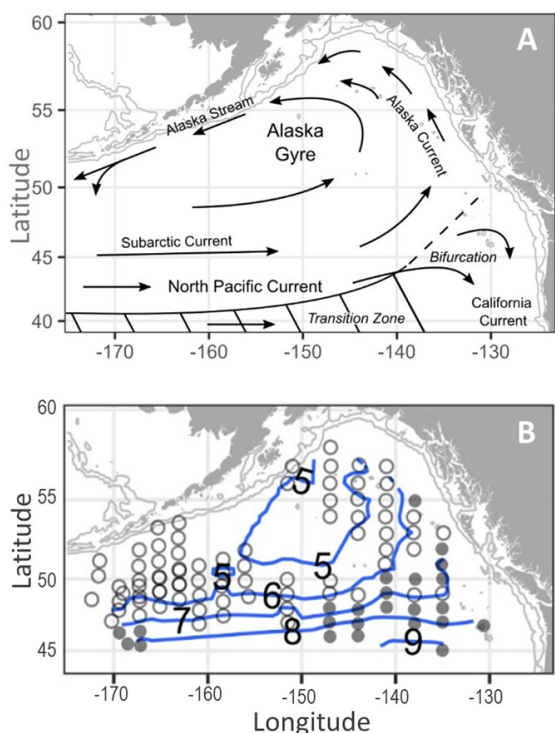 A
60
55
50
45
40
Latitude
Alaska Stream
Alaska
Gyre
Alaska Current
Subarctic Current
North Pacific Current
Bifurcation
Transition Zone
California
Current
-170
-160
-150
-140
-130
B
60
55
50
45
Latitude
5
5
5
6
7
8
9
-170
-160
-150
-140
-130
Longitude